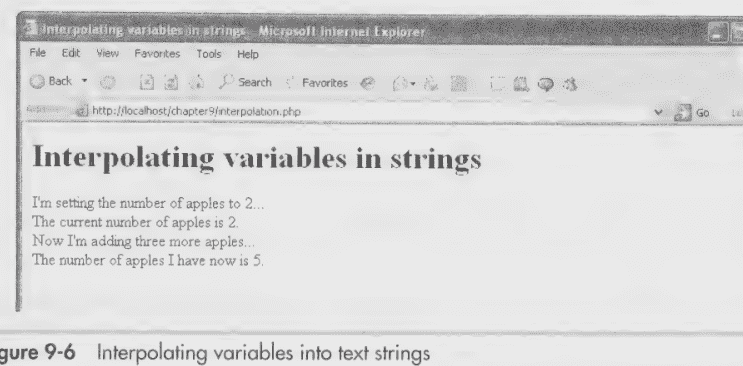 Interpolating variables in strings - Microsoft Internet Explorer
File Edit View Favorites Tools Help
Back Search Favorites
http://localhost/chapter9/interpolation.php Go
Interpolating variables in strings
I'm setting the number of apples to 2...
The current number of apples is 2.
Now I'm adding three more apples...
The number of apples I have now is 5.
gure 9-6 Interpolating variables into text strings